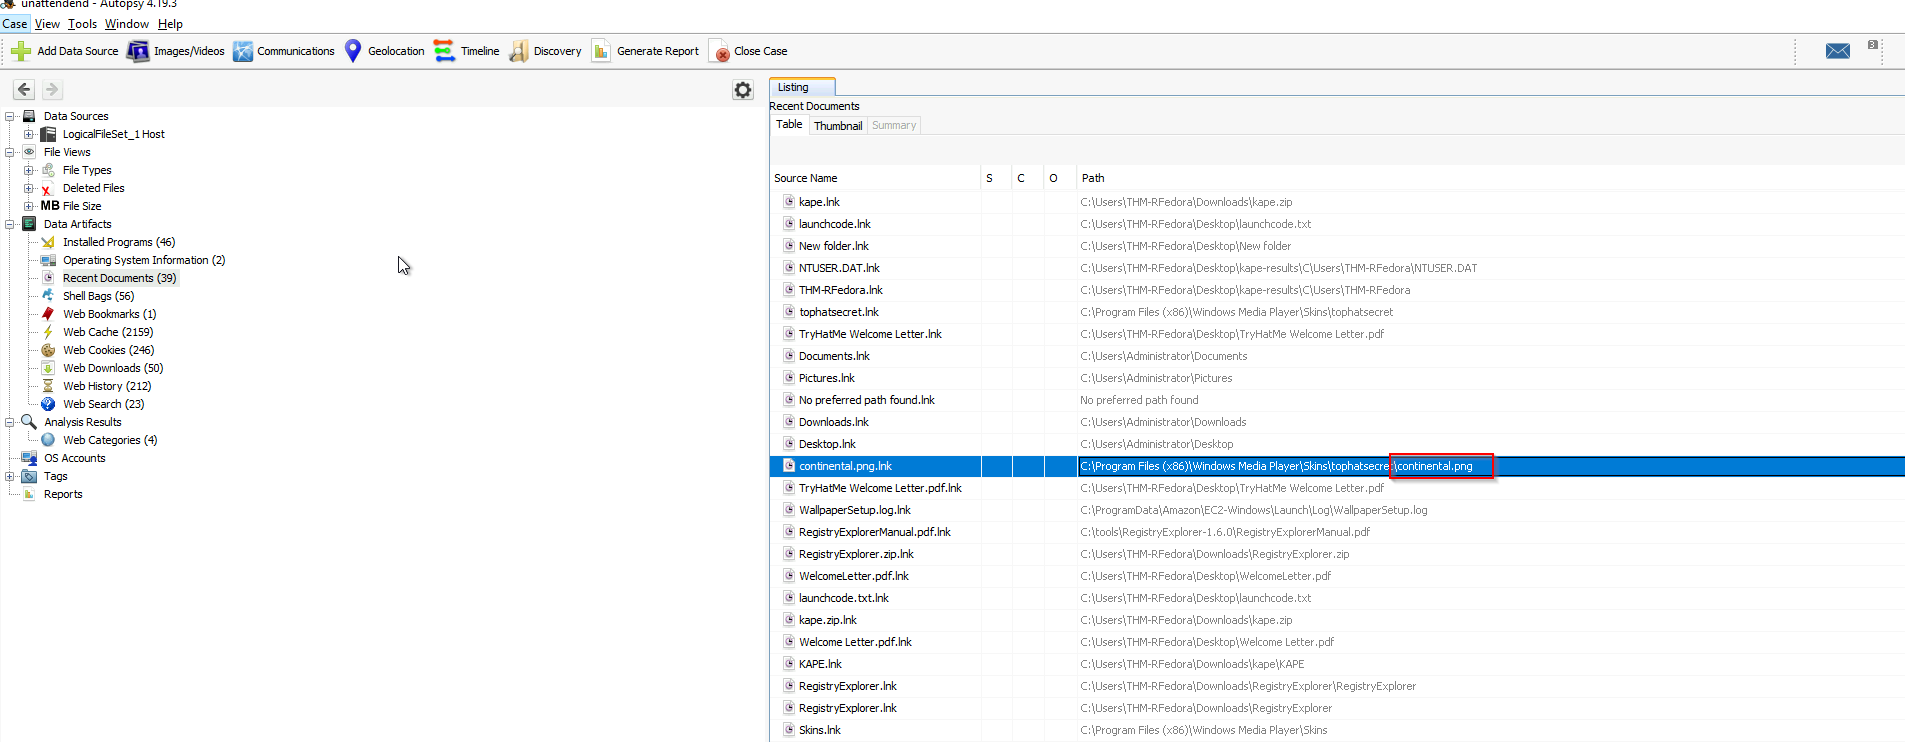 unattendend - Autopsy 4.19.3
Case View Tools Window Help
Add Data Source Images/Videos Communications Geolocation Timeline Discovery Generate Report Close Case 3
Data Sources
LogicalFileSet_1 Host
File Views
File Types
Deleted Files
MB File Size
Data Artifacts
Installed Programs (46)
Operating System Information (2)
Recent Documents (39)
Shell Bags (56)
Web Bookmarks (1)
Web Cache (2159)
Web Cookies (246)
Web Downloads (50)
Web History (212)
Web Search (23)
Analysis Results
Web Categories (4)
OS Accounts
Tags
Reports
Listing
Recent Documents
Table Thumbnail Summary
Source Name S C O Path
kape.lnk C:\Users\THM-RFedora\Downloads\kape.zip
launchcode.lnk C:\Users\THM-RFedora\Desktop\launchcode.txt
New folder.lnk C:\Users\THM-RFedora\Desktop\New folder
NTUSER.DAT.lnk C:\Users\THM-RFedora\Desktop\kape-results\C\Users\THM-RFedora\NTUSER.DAT
THM-RFedora.lnk C:\Users\THM-RFedora\Desktop\kape-results\C\Users\THM-RFedora
tophatsecret.lnk C:\Program Files (x86)\Windows Media Player\Skins\tophatsecret
TryHatMe Welcome Letter.lnk C:\Users\THM-RFedora\Desktop\TryHatMe Welcome Letter.pdf
Documents.lnk C:\Users\Administrator\Documents
Pictures.lnk C:\Users\Administrator\Pictures
No preferred path found.lnk No preferred path found
Downloads.lnk C:\Users\Administrator\Downloads
Desktop.lnk C:\Users\Administrator\Desktop
continental.png.lnk C:\Program Files (x86)\Windows Media Player\Skins\tophatsecret\continental.png
TryHatMe Welcome Letter.pdf.lnk C:\Users\THM-RFedora\Desktop\TryHatMe Welcome Letter.pdf
WallpaperSetup.log.lnk C:\ProgramData\Amazon\EC2-Windows\Launch\Log\WallpaperSetup.log
RegistryExplorerManual.pdf.lnk C:\tools\RegistryExplorer-1.6.0\RegistryExplorerManual.pdf
RegistryExplorer.zip.lnk C:\Users\THM-RFedora\Downloads\RegistryExplorer.zip
WelcomeLetter.pdf.lnk C:\Users\THM-RFedora\Desktop\WelcomeLetter.pdf
launchcode.txt.lnk C:\Users\THM-RFedora\Desktop\launchcode.txt
kape.zip.lnk C:\Users\THM-RFedora\Downloads\kape.zip
Welcome Letter.pdf.lnk C:\Users\THM-RFedora\Desktop\Welcome Letter.pdf
KAPE.lnk C:\Users\THM-RFedora\Downloads\kape\KAPE
RegistryExplorer.lnk C:\Users\THM-RFedora\Downloads\RegistryExplorer\RegistryExplorer
RegistryExplorer.lnk C:\Users\THM-RFedora\Downloads\RegistryExplorer
Skins.lnk C:\Program Files (x86)\Windows Media Player\Skins